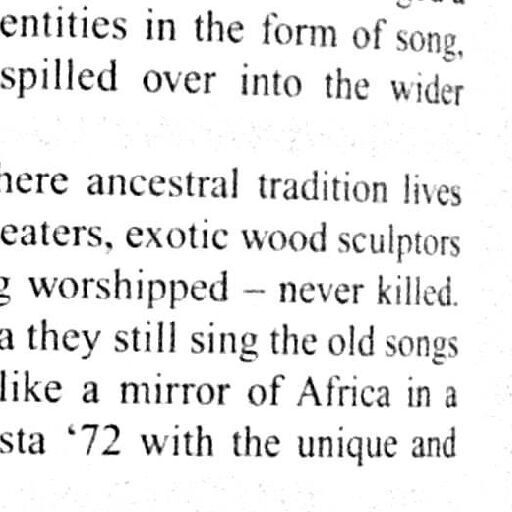 entities in the form of song,
spilled over into the wider
ancestral tradition lives
eaters, exotic wood sculptors
worshipped – never killed.
a they still sing the old songs
like a mirror of Africa in a
sta ‘72 with the unique and